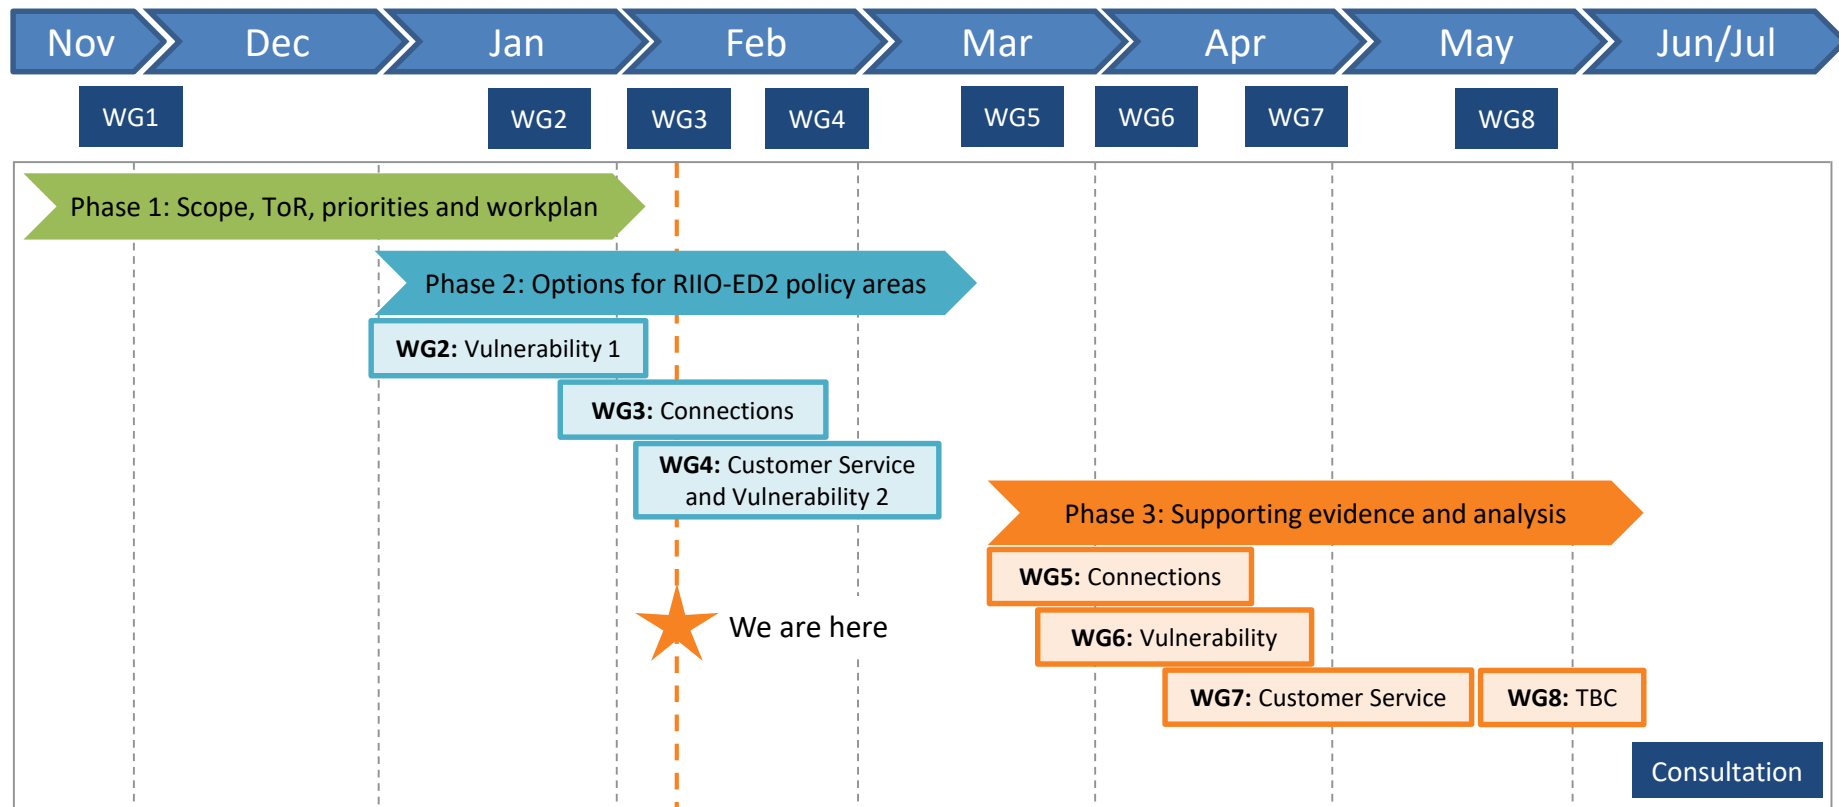 Nov
Dec
Jan
Feb
Mar
Apr
May
Jun/Jul
WG1
WG2
WG3
WG4
WG5
WG6
WG7
WG8
Phase 1: Scope, ToR, priorities and workplan
Phase 2: Options for RIIO-ED2 policy areas
WG2: Vulnerability 1
WG3: Connections
WG4: Customer Service
and Vulnerability 2
Phase 3: Supporting evidence and analysis
WG5: Connections
We are here
WG6: Vulnerability
WG7: Customer Service
WG8: TBC
Consultation